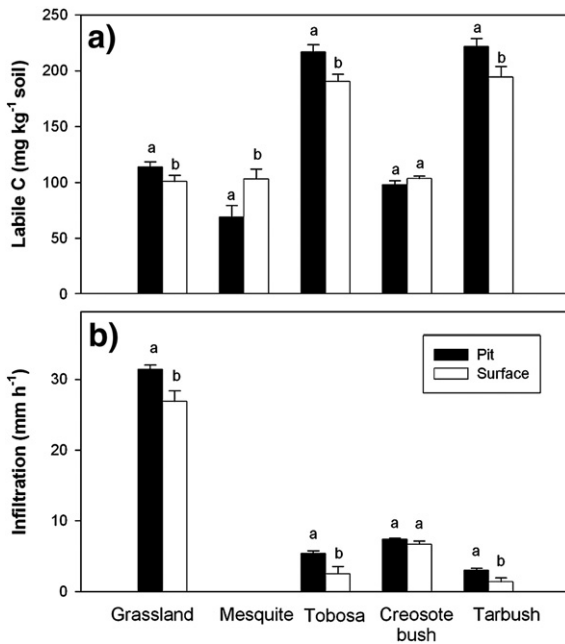 a)
Labile C (mg kg⁻¹ soil)
250
200
150
100
50
0
a b
a b
a b
a a
a b
b)
Infiltration (mm h⁻¹)
30
20
10
0
a b
a b
a a
a b
Pit
Surface
Grassland Mesquite Tobosa Creosote bush Tarbush